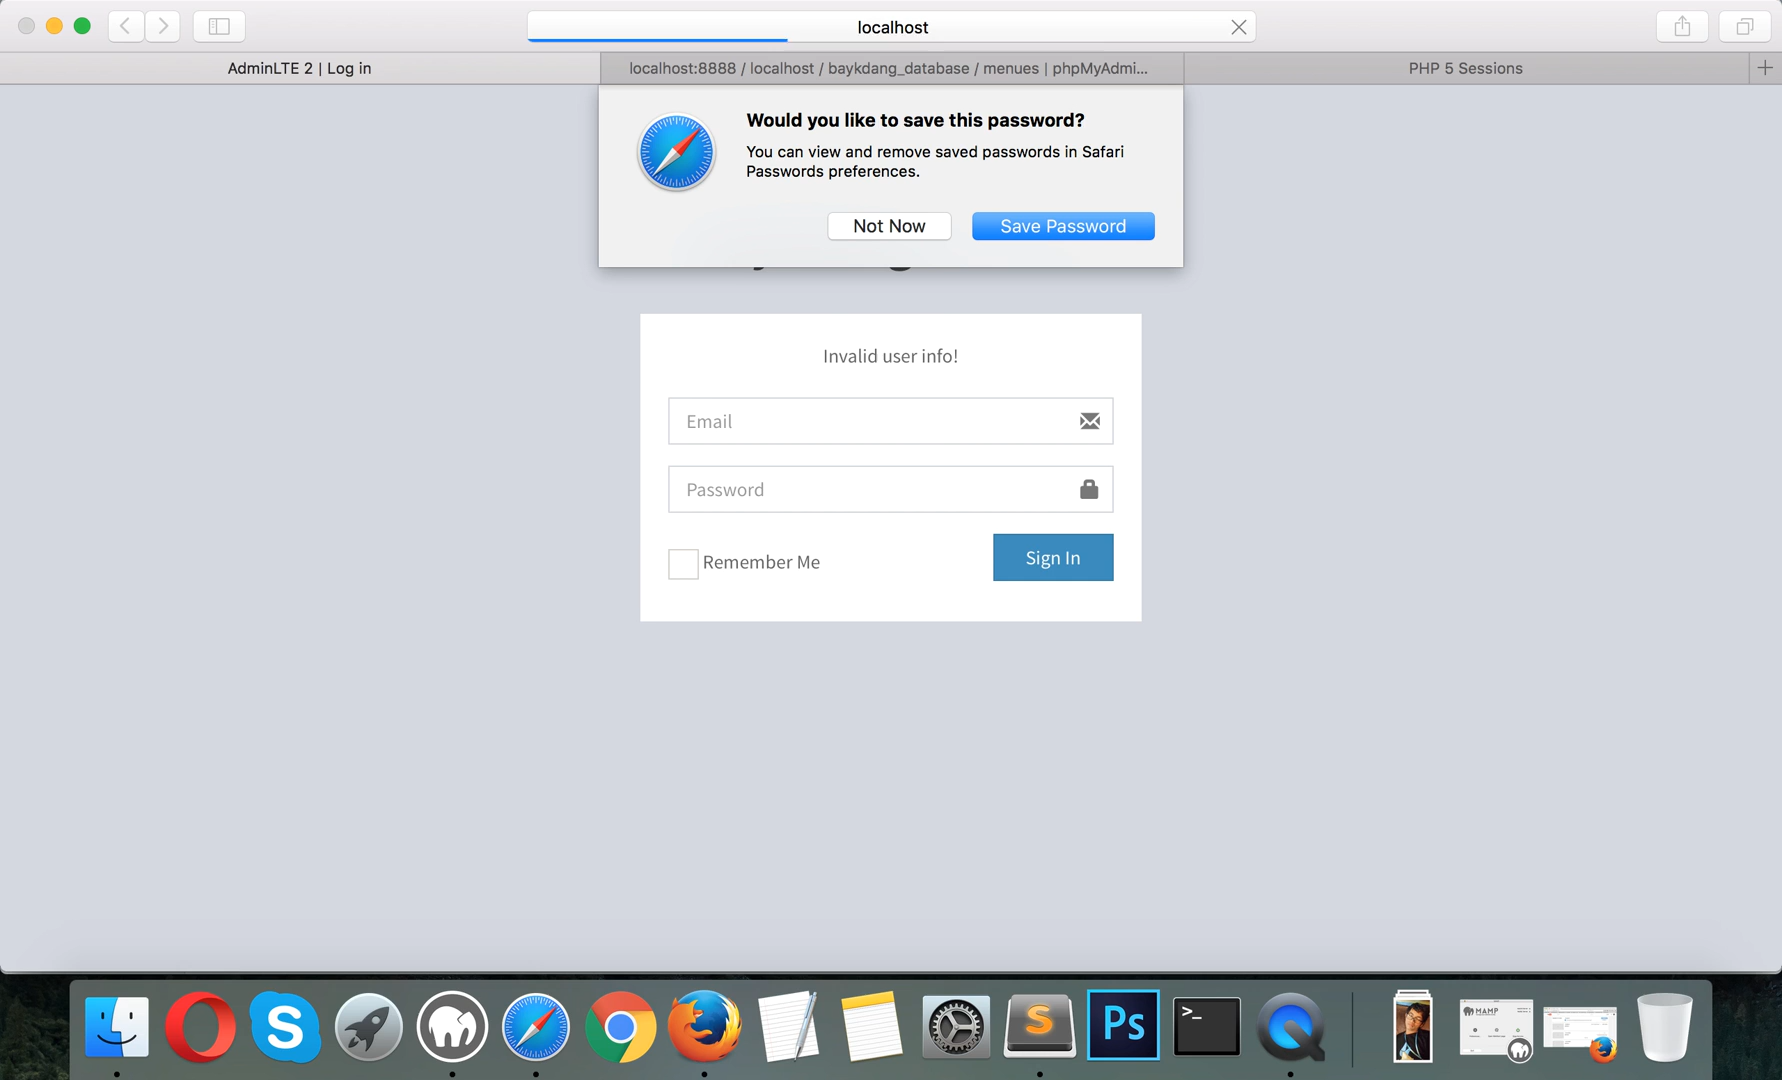 localhost
AdminLTE 2 | Log in
localhost:8888 / localhost / baykdang_database / menues | phpMyAdmi...
PHP 5 Sessions
Would you like to save this password?
You can view and remove saved passwords in Safari
Passwords preferences.
Not Now
Save Password
Invalid user info!
Email
Password
Remember Me
Sign In
S
S
Ps
>_
MAMP